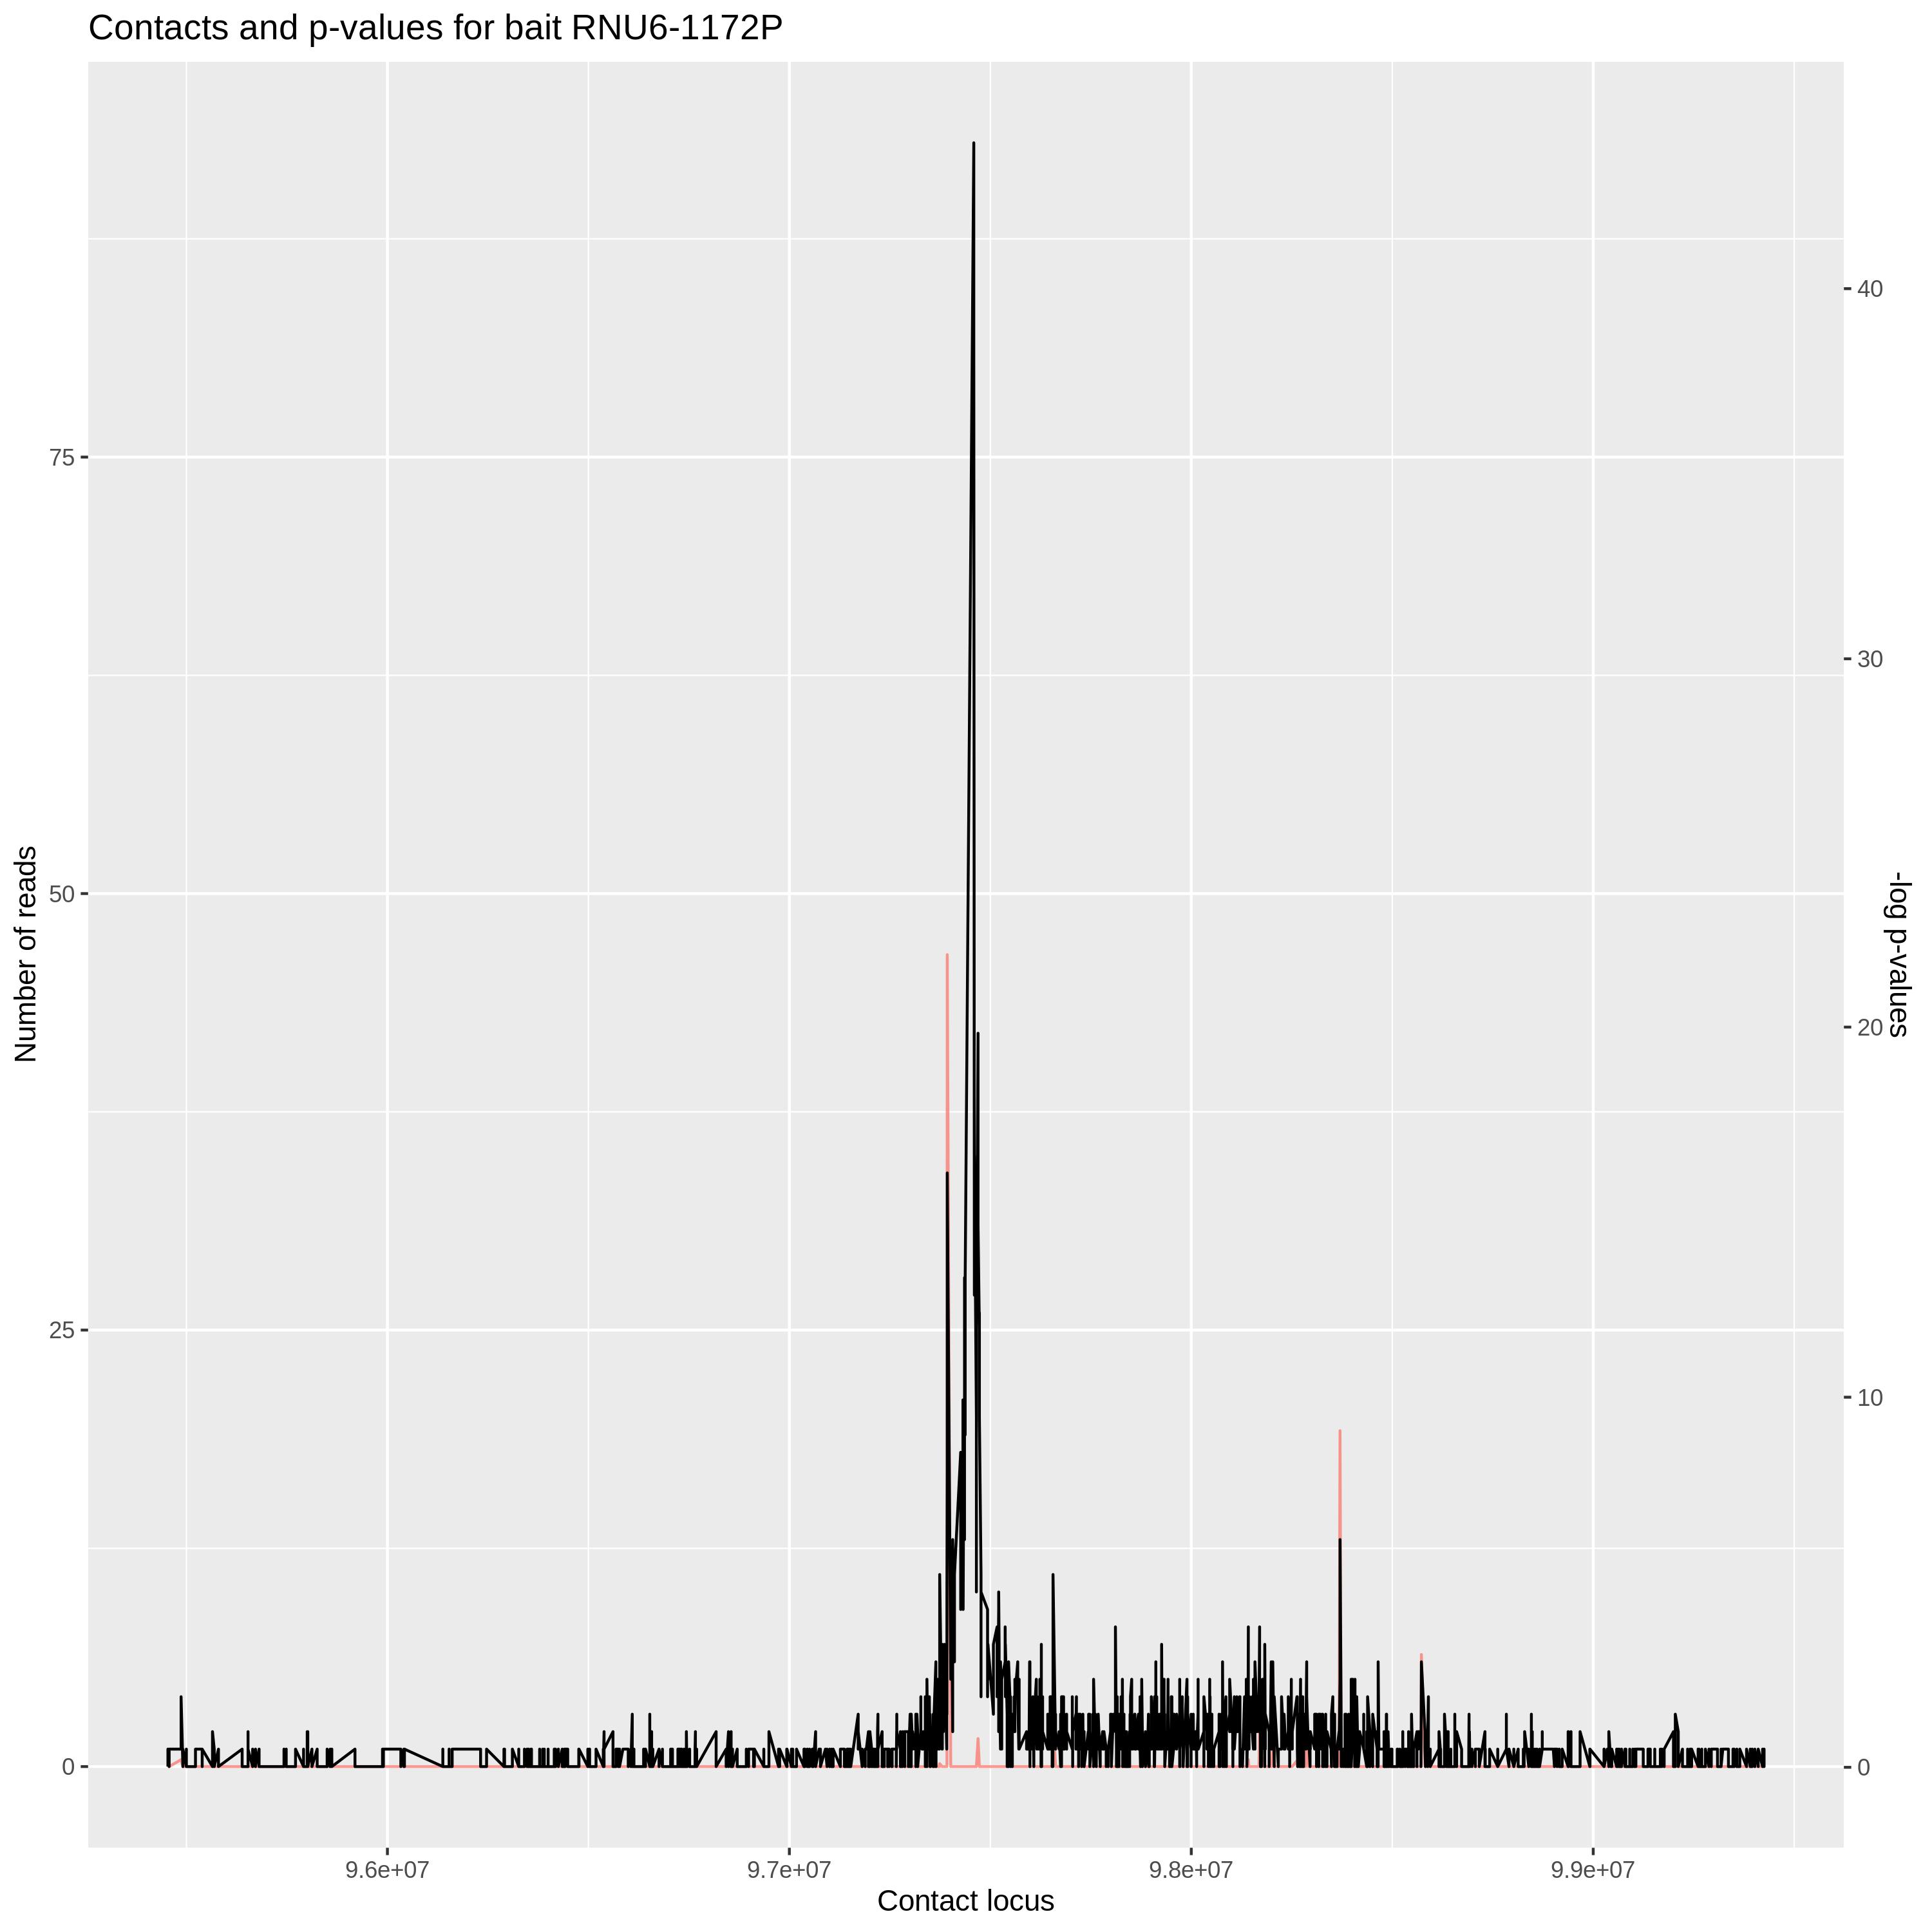 Contacts and p-values for bait RNU6-1172P
75
50
25
0
40
30
20
10
0
Number of reads
-log p-values
9.6e+07 9.7e+07 9.8e+07 9.9e+07
Contact locus